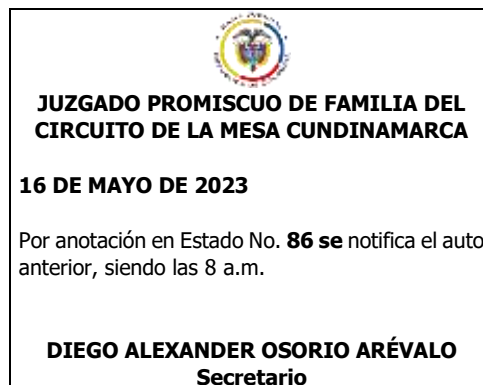 JUZGADO PROMISCUO DE FAMILIA DEL
CIRCUITO DE LA MESA CUNDINAMARCA
16 DE MAYO DE 2023
Por anotación en Estado No. 86 se notifica el auto
anterior, siendo las 8 a.m.
DIEGO ALEXANDER OSORIO ARÉVALO
Secretario